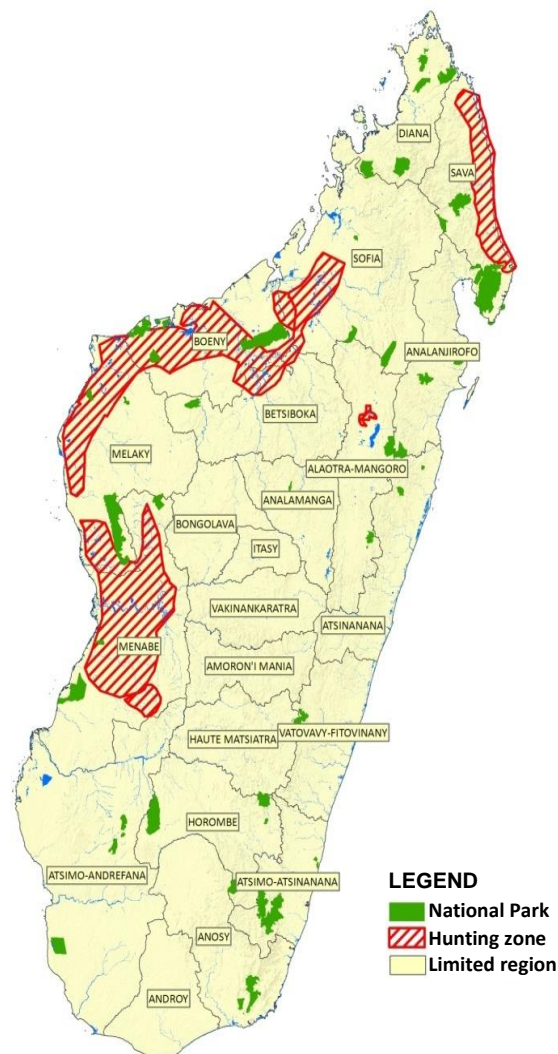 DIANA
SAVA
SOFIA
BOENY
ANALANJIROFO
BETSIBOKA
MELAKY
ALAOTRA-MANGORO
ANALAMANGA
BONGOLAVA
ITASY
VAKINANKARATRA
ATSINANANA
MENABE
AMORON'I MANIA
HAUTE MATSIATRA
VATOVAVY-FITOVINANY
HOROMBE
ATSIMO-ANDREFANA
ATSIMO-ATSINANANA
ANOSY
ANDROY
LEGEND
National Park
Hunting zone
Limited region